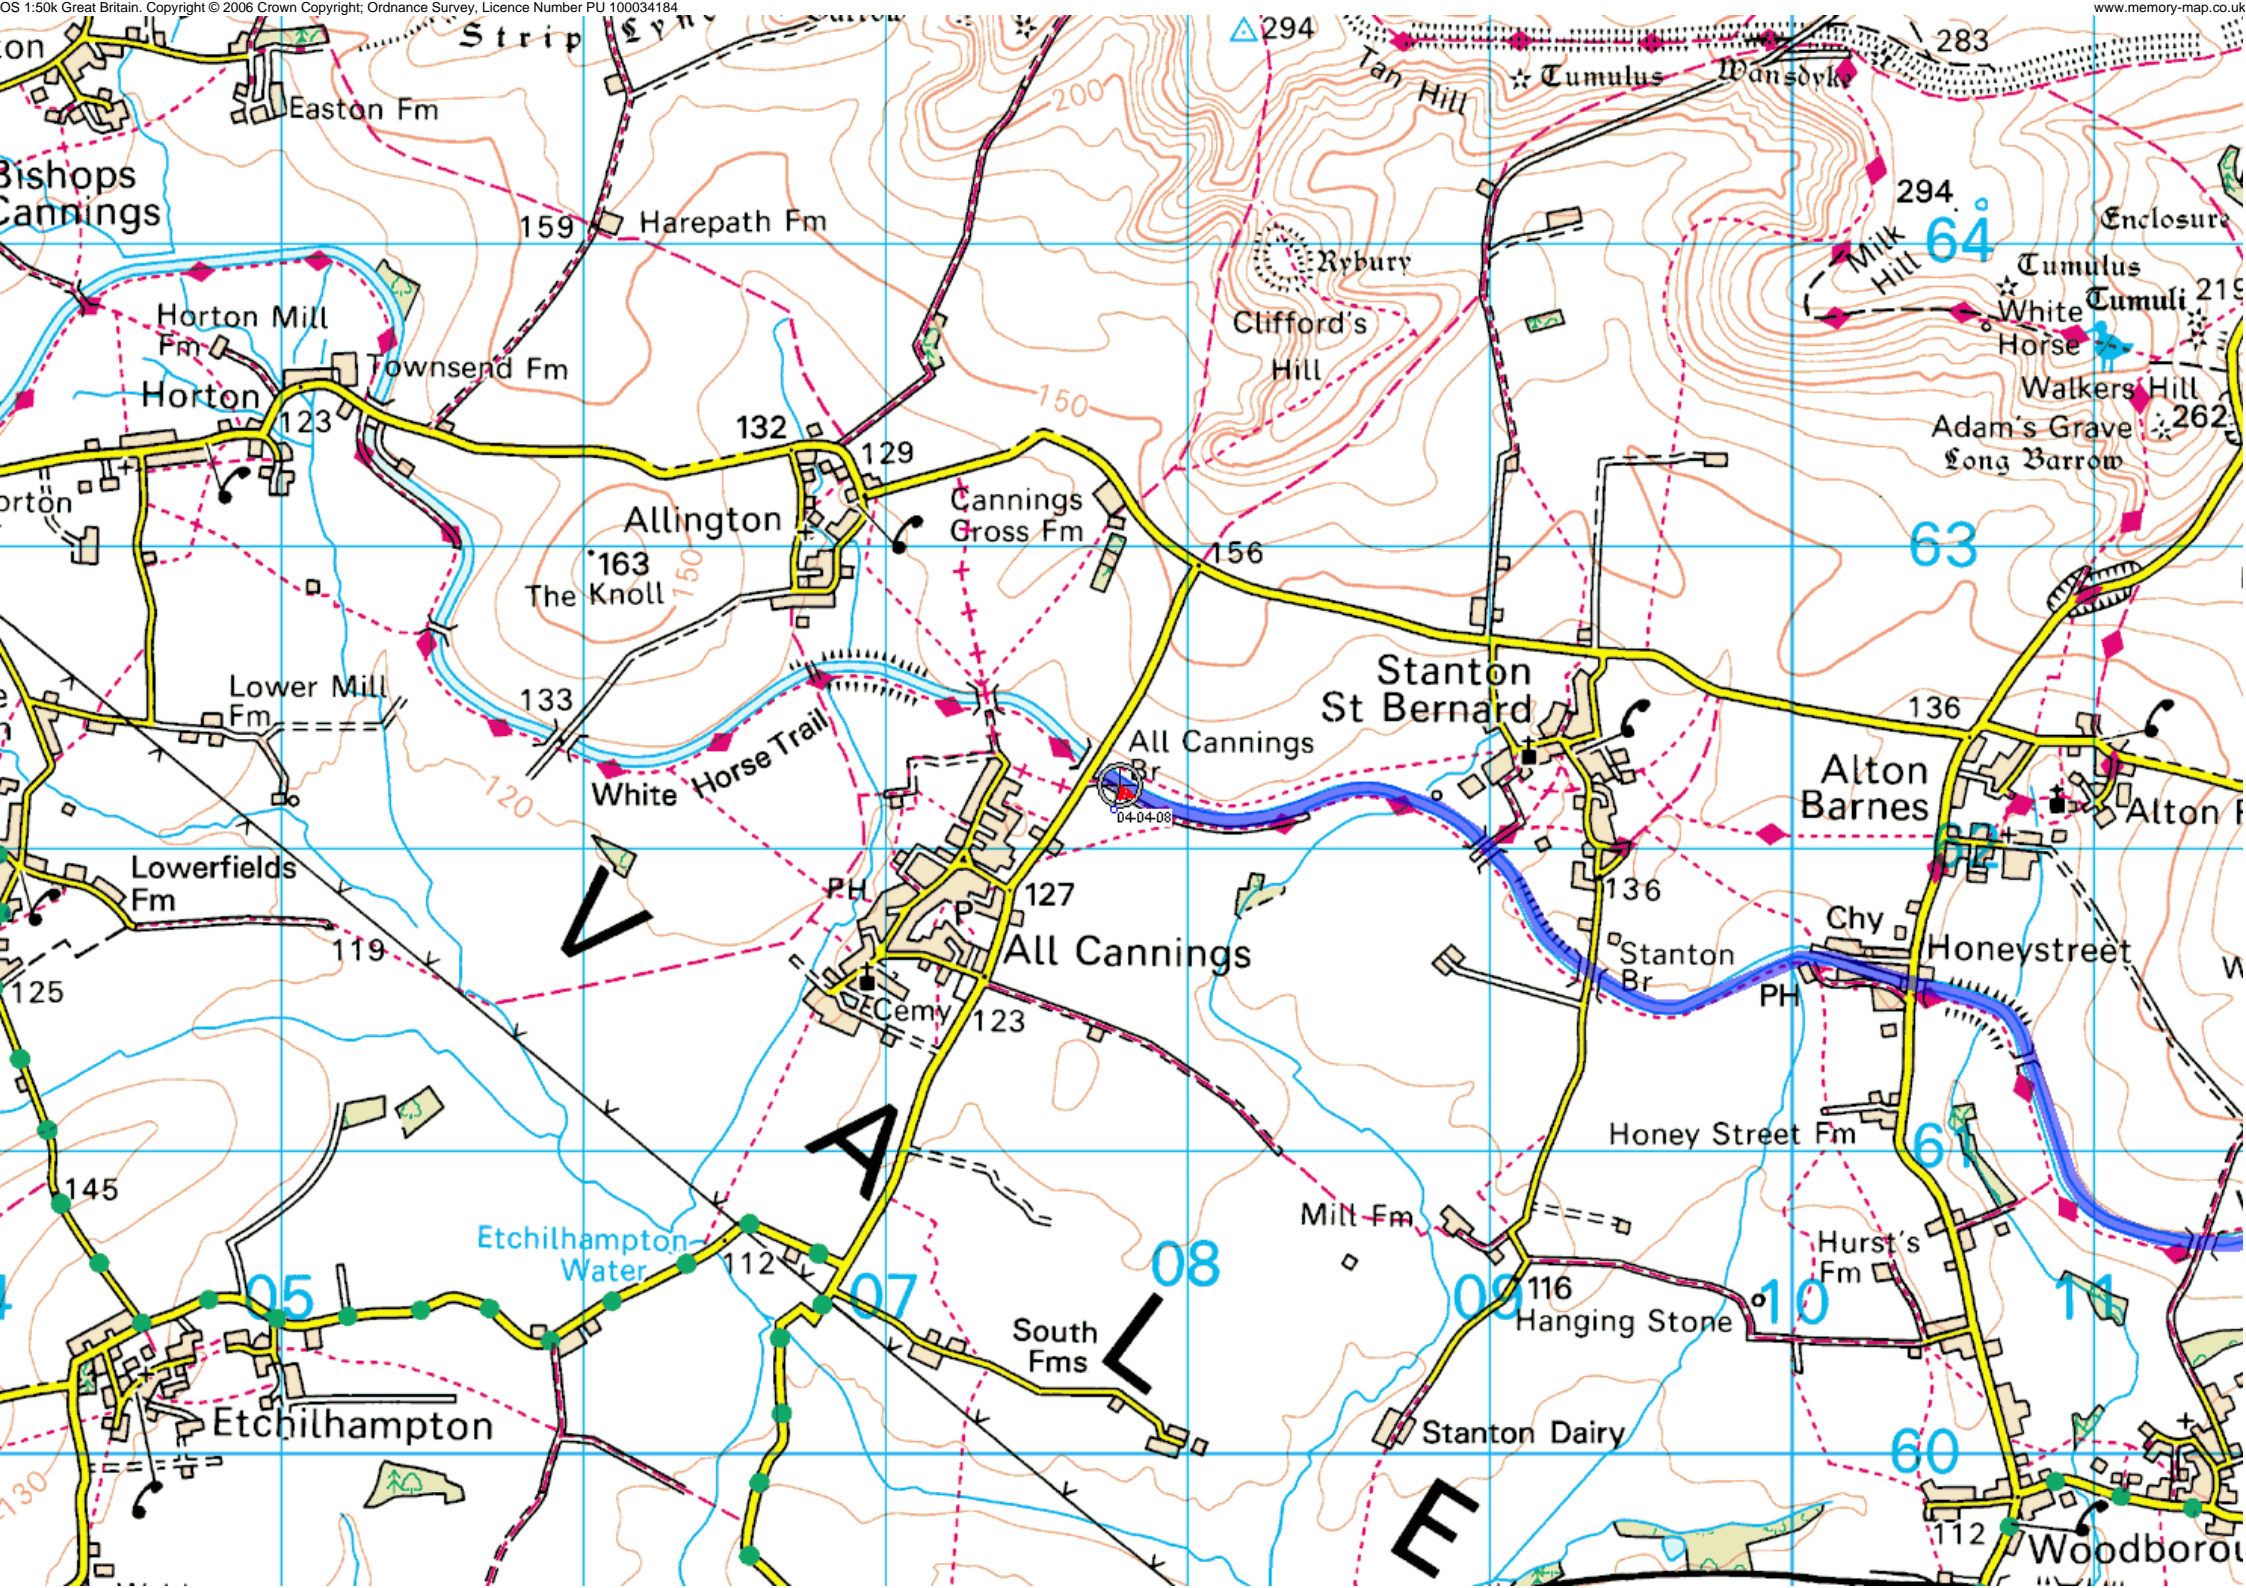 OS 1:50k Great Britain. Copyright © 2006 Crown Copyright; Ordnance Survey, Licence Number PU 100034184
www.memory-map.co.uk
Strip
294
283
Tan Hill
Tumulus
Wansdyke
200
Easton Fm
Bishops
Cannings
159
Harepath Fm
294
64
Enclosure
Milk
Hill
Rybury
Tumulus
Tumuli
219
White
Horse
Clifford's
Hill
Horton Mill
Fm
Townsend Fm
Horton
123
150
Walkers Hill
262
Adam's Grave
Long Barrow
132
129
orton
Allington
Cannings
Cross Fm
163
The Knoll
150
156
63
Lower Mill
Fm
133
White Horse Trail
120
Stanton
St Bernard
136
All Cannings
Br
04-04-08
Alton
Barnes
Alton
62
Lowerfields
Fm
119
125
PH
127
P
All Cannings
136
Chy
Honeystreet
Stanton
Br
PH
Cemy
123
V
A
L
E
145
Honey Street Fm
61
Mill Fm
Etchilhampton
Water
112
08
05
07
09
10
11
Hurst's
Fm
116
Hanging Stone
South
Fms
Etchilhampton
Stanton Dairy
60
130
112
Woodborou